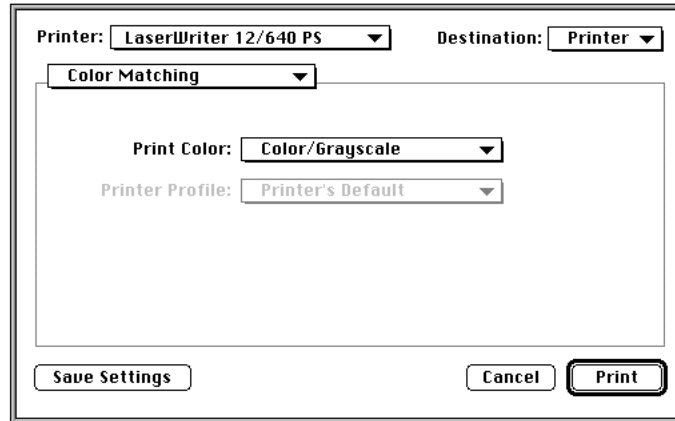 Printer: LaserWriter 12/640 PS Destination: Printer
Color Matching
Print Color: Color/Grayscale
Printer Profile: Printer's Default
Save Settings Cancel Print